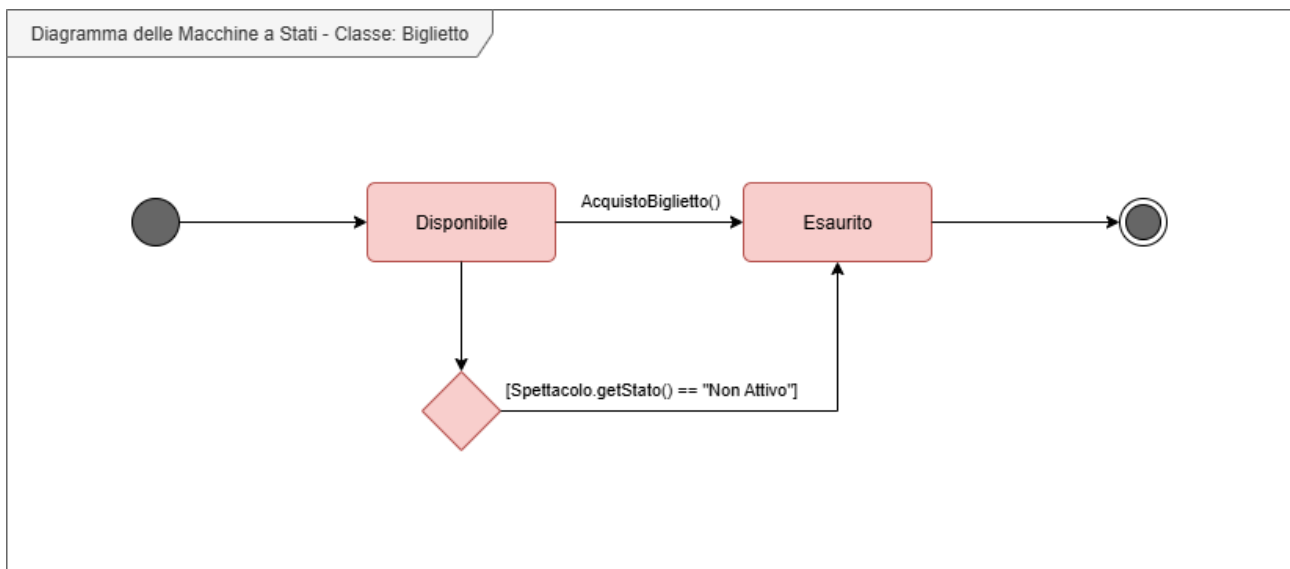 Diagramma delle Macchine a Stati - Classe: Biglietto
AcquistoBiglietto()
Disponibile
Esaurito
[Spettacolo.getStato() == "Non Attivo"]